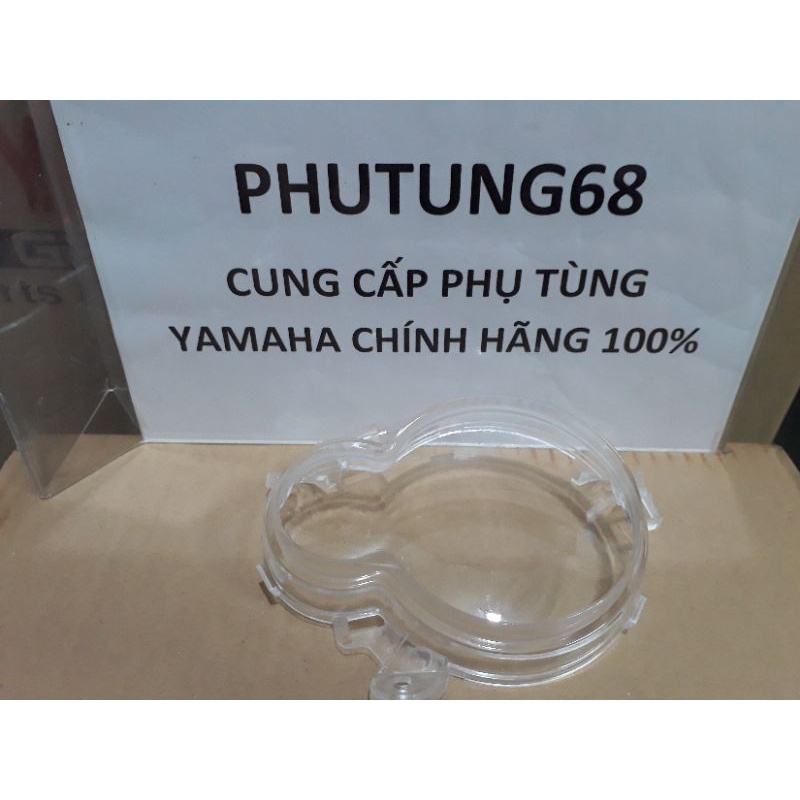 PHUTUNG68
CUNG CẤP PHỤ TÙNG
YAMAHA CHÍNH HÃNG 100%